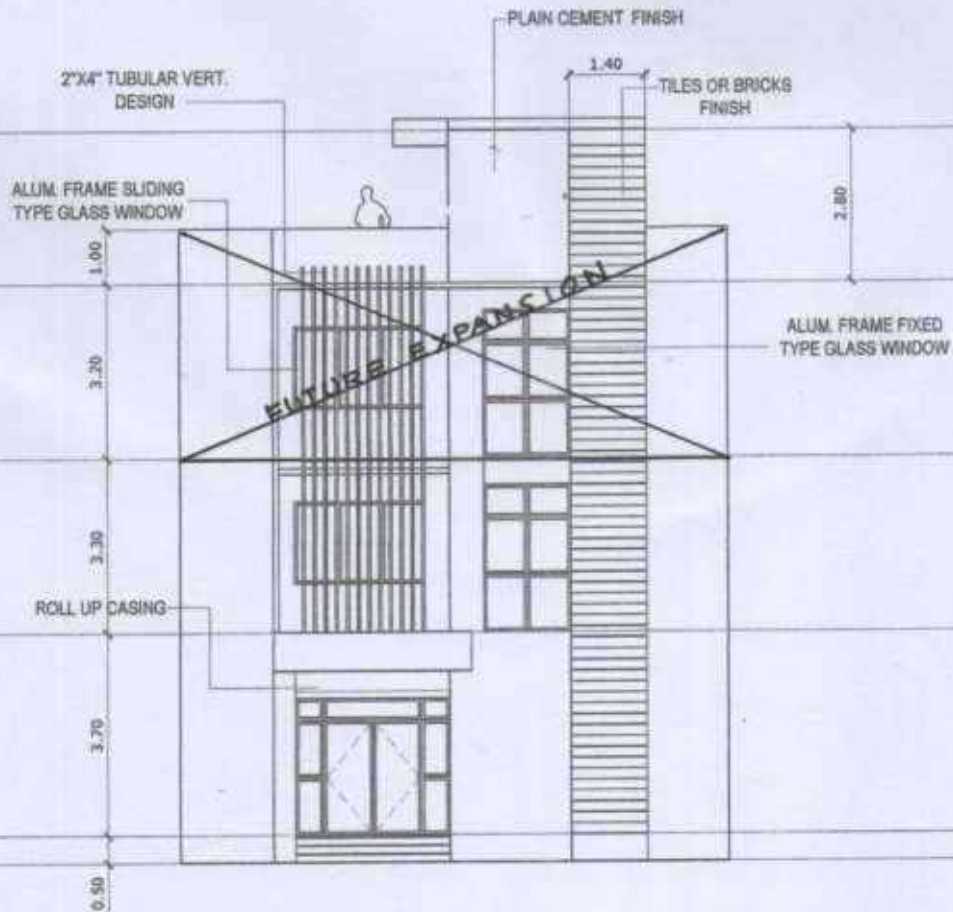 PLAIN CEMENT FINISH
1.40
2"X4" TUBULAR VERT.
DESIGN
TILES OR BRICKS
FINISH
ALUM. FRAME SLIDING
TYPE GLASS WINDOW
2.80
1.00
FUTURE EXPANCION
ALUM. FRAME FIXED
TYPE GLASS WINDOW
3.20
3.30
ROLL UP CASING
3.70
0.50